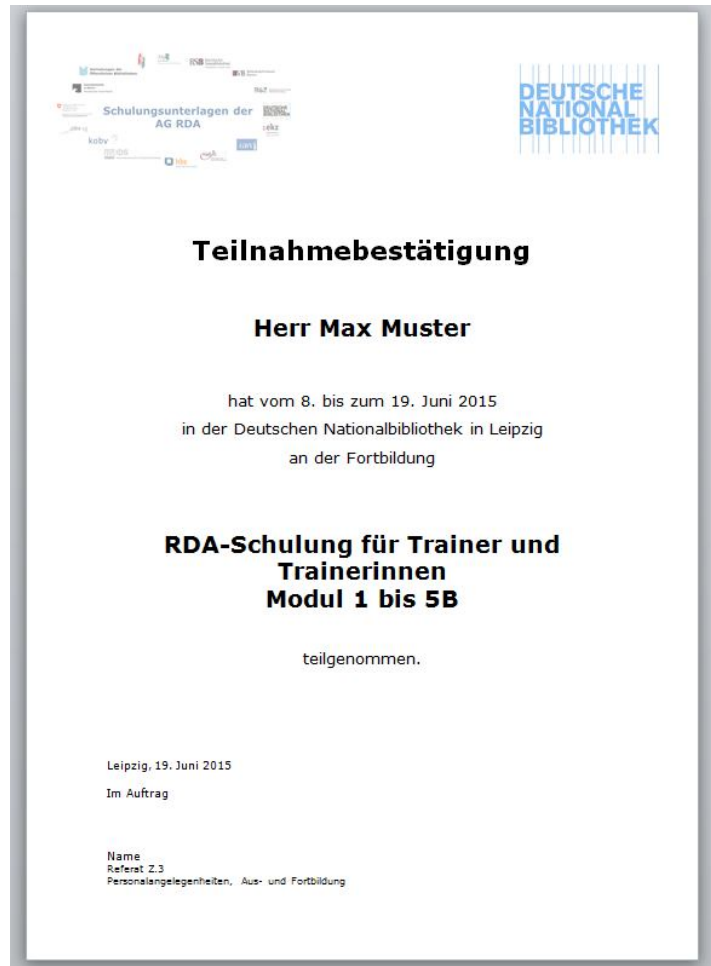 Schulungsunterlagen der
AG RDA
kobv
ekz
DEUTSCHE
NATIONAL
BIBLIOTHEK
Teilnahmebestätigung
Herr Max Muster
hat vom 8. bis zum 19. Juni 2015
in der Deutschen Nationalbibliothek in Leipzig
an der Fortbildung
RDA-Schulung für Trainer und
Trainerinnen
Modul 1 bis 5B
teilgenommen.
Leipzig, 19. Juni 2015
Im Auftrag
Name
Referat Z.3
Personalangelegenheiten, Aus- und Fortbildung